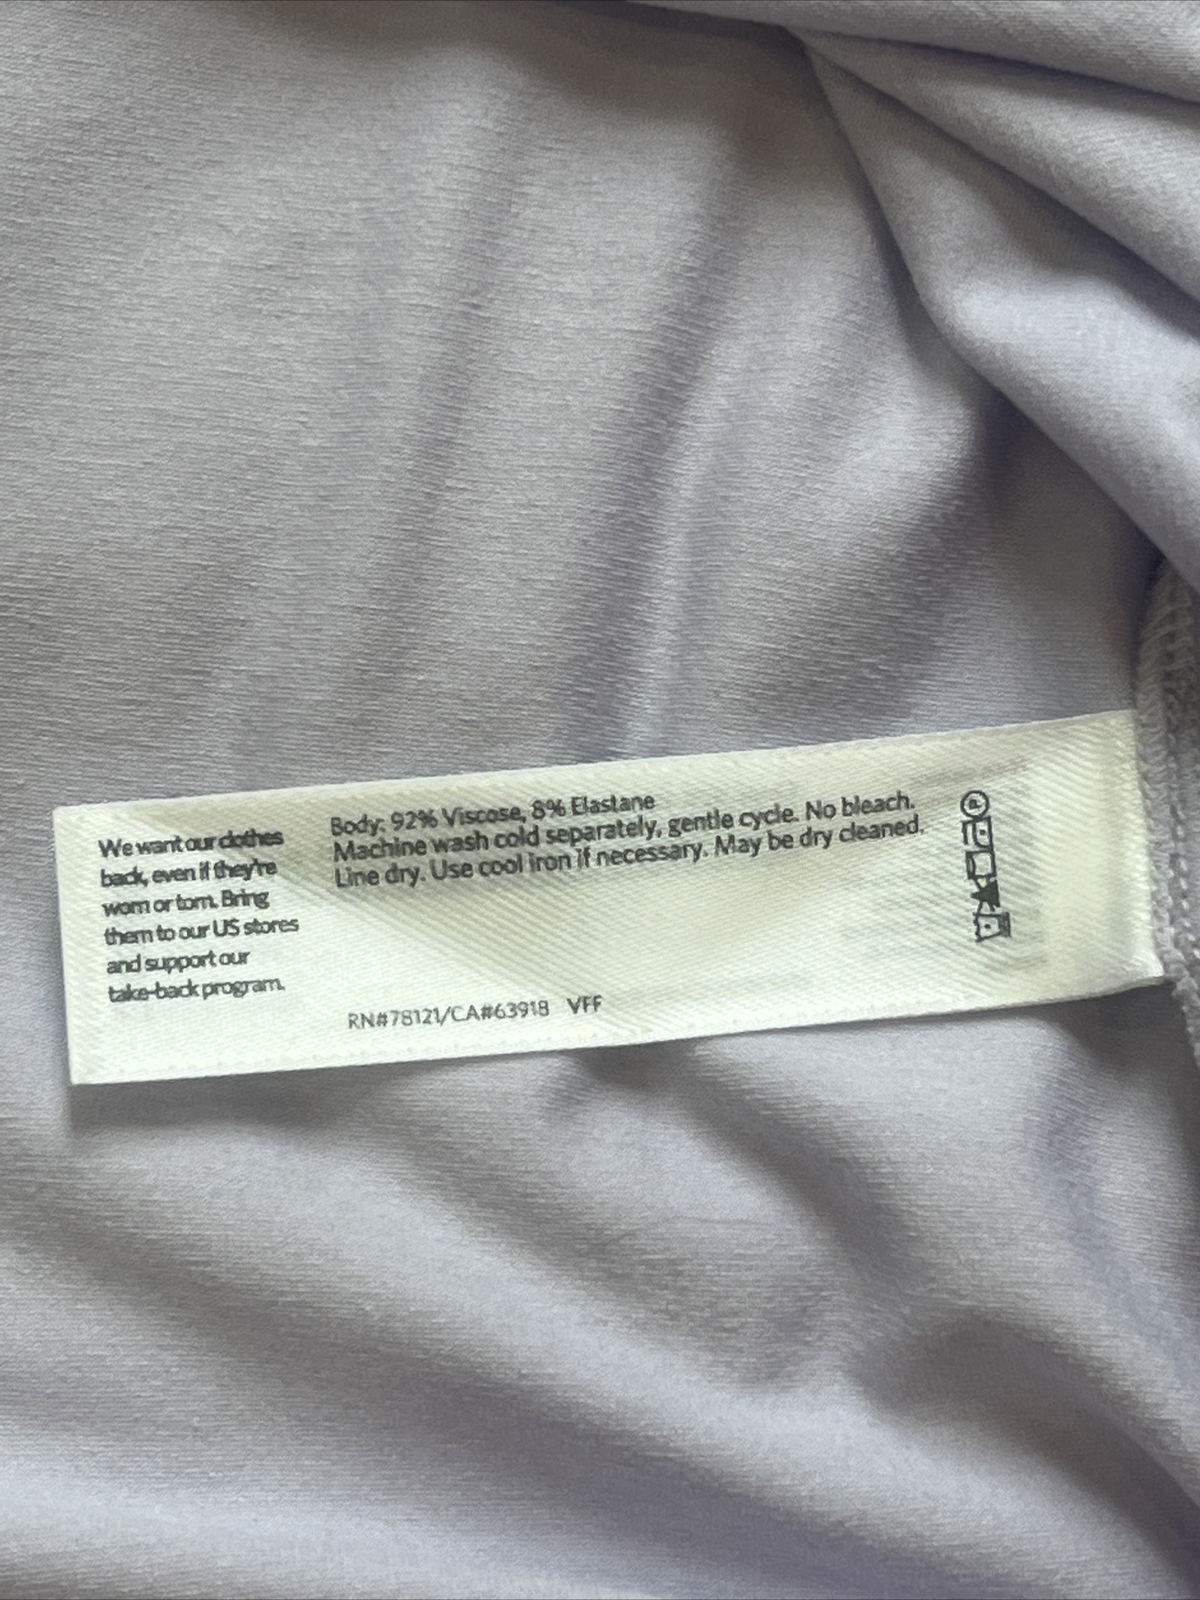 We want our clothes
back, even if they're
worn or torn. Bring
them to our US stores
and support our
take-back program.
Body: 92% Viscose, 8% Elastane
Machine wash cold separately, gentle cycle. No bleach.
Line dry. Use cool iron if necessary. May be dry cleaned.
RN#78121/CA#63918 VFF